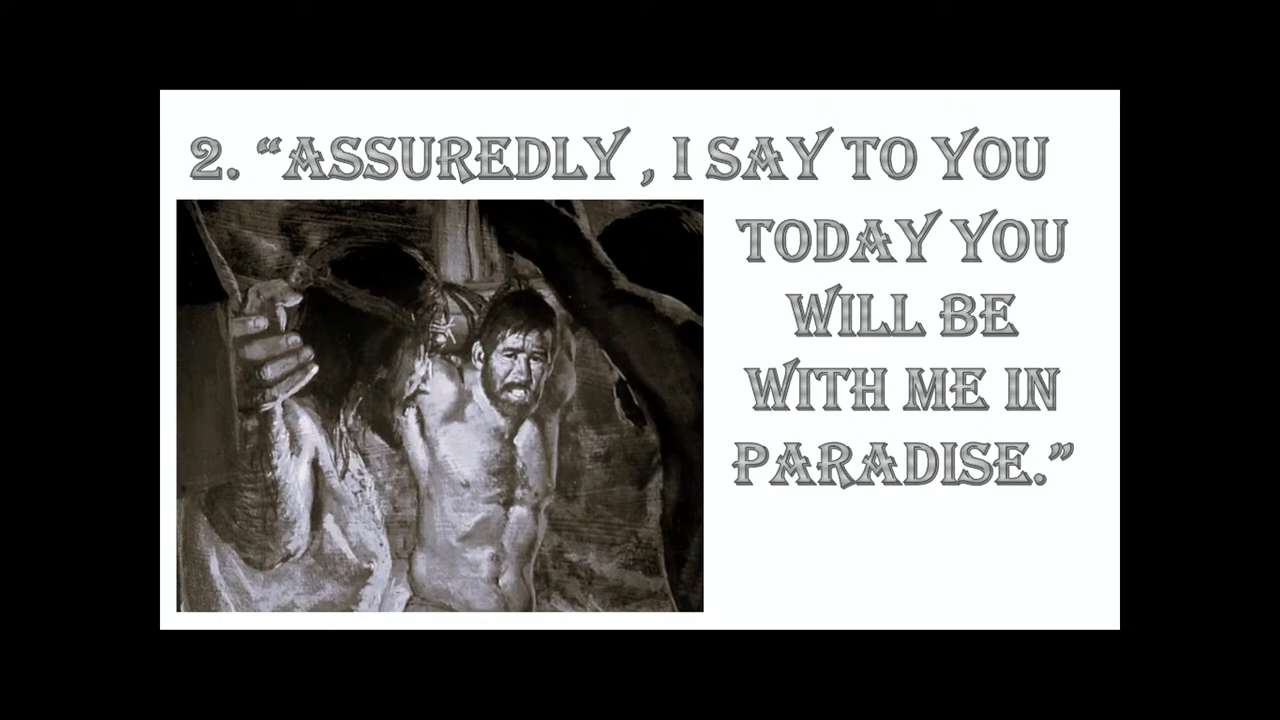 2. “ASSUREDLY , I SAY TO YOU
TODAY YOU
WILL BE
WITH ME IN
PARADISE.”